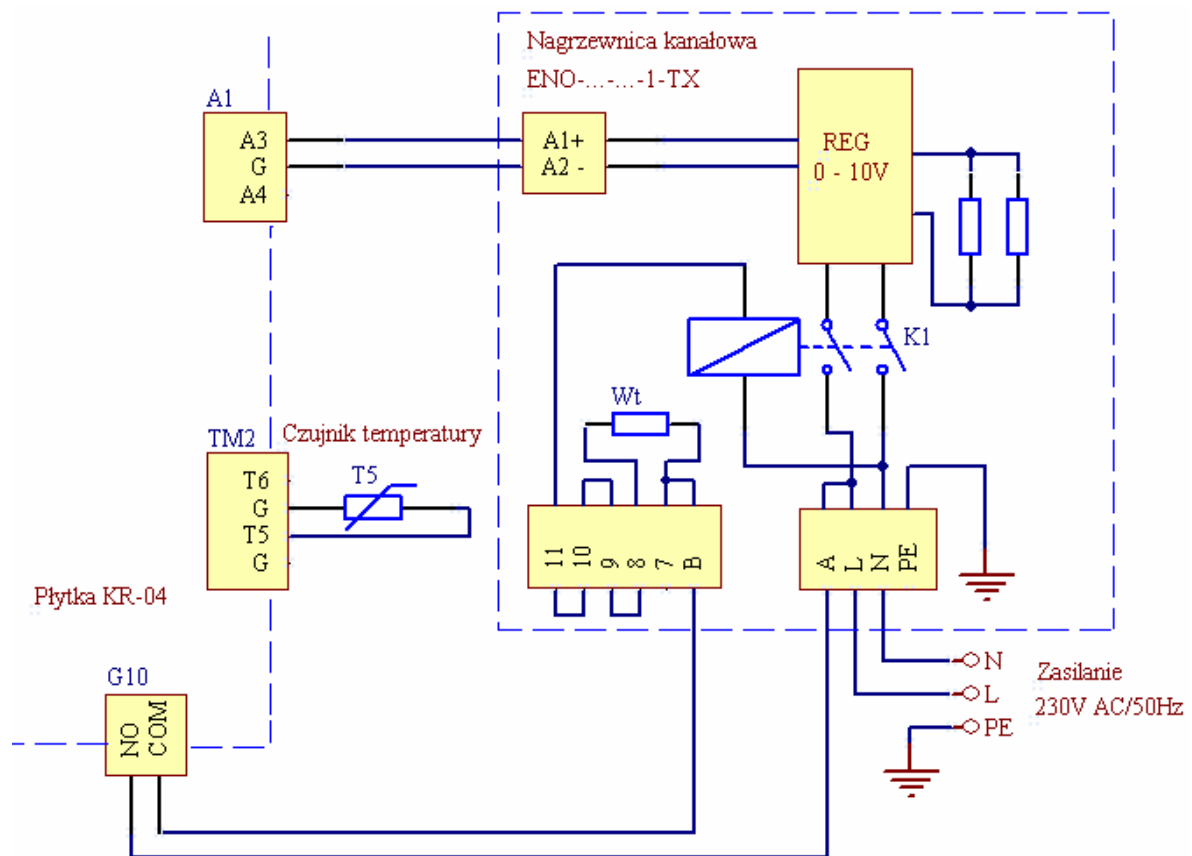 Nagrzewnica kanałowa
ENO-...-...-1-TX
A1
A3
G
A4
A1+
A2 -
REG
0 - 10V
K1
Wt
TM2
Czujnik temperatury
T6
G
T5
G
T5
11
10
9
8
7
B
A
L
N
PE
Płytka KR-04
G10
NO
COM
N
L
PE
Zasilanie
230V AC/50Hz